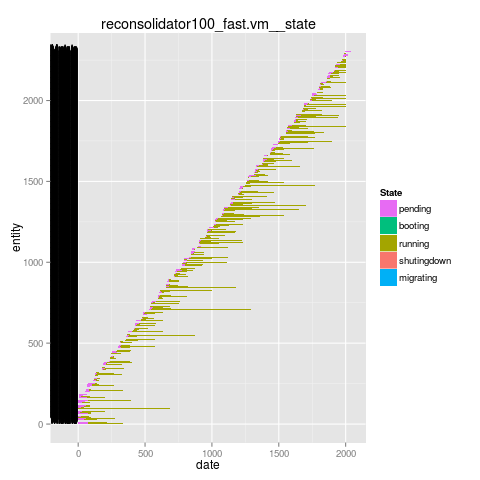 reconsolidator100_fast.vm__state
2000
1500
1000
500
0
entity
0
500
1000
1500
2000
date
State
pending
booting
running
shutingdown
migrating